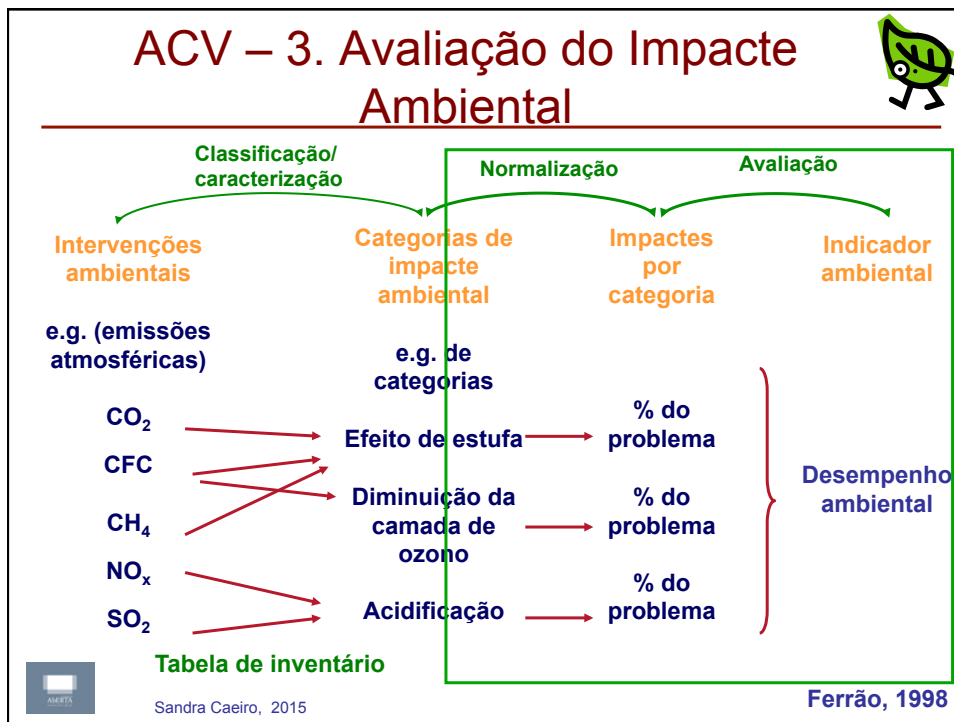 ACV – 3. Avaliação do Impacte
Ambiental
Classificação/
caracterização
Normalização
Avaliação
Intervenções
ambientais
Categorias de
impacte
ambiental
Impactes
por
categoria
Indicador
ambiental
e.g. (emissões
atmosféricas)
e.g. de
categorias
CO₂
CFC
CH₄
NOₓ
SO₂
Efeito de estufa
Diminuição da
camada de
ozono
Acidificação
% do
problema
% do
problema
% do
problema
Desempenho
ambiental
Tabela de inventário
Sandra Caeiro, 2015
Ferrão, 1998